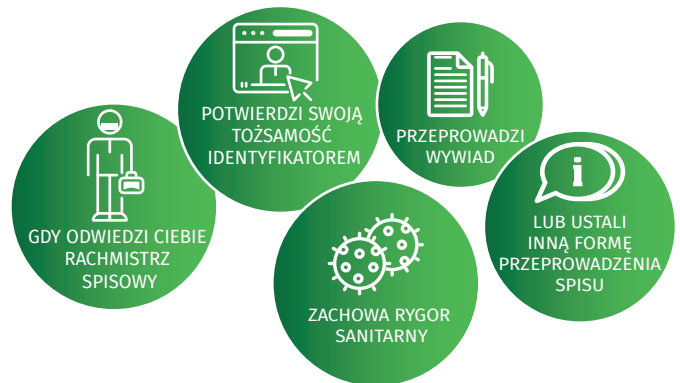 GDY ODWIEDZI CIEBIE
RACHMISTRZ
SPISOWY
POTWIERDZI SWOJĄ
TOŻSAMOŚĆ
IDENTYFIKATOREM
PRZEPROWADZI
WYWIAD
ZACHOWA RYGOR
SANITARNY
LUB USTALI
INNĄ FORMĘ
PRZEPROWADZENIA
SPISU